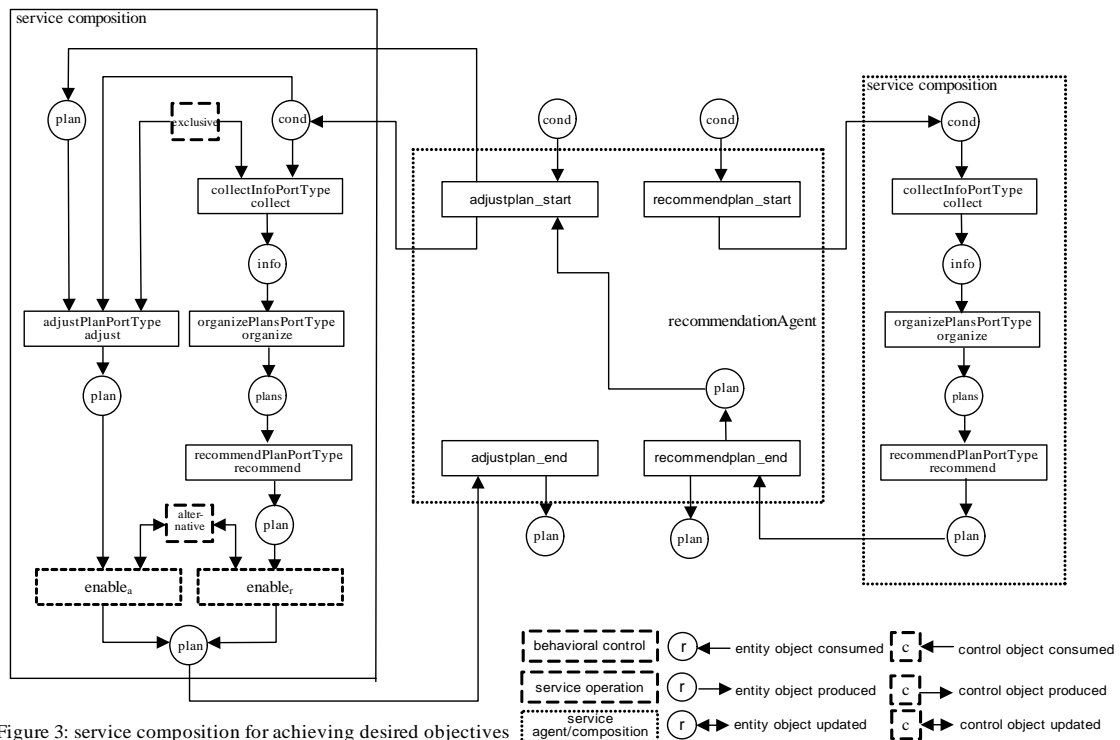 service composition
plan
exclusive
cond
collectInfoPortType
collect
info
adjustPlanPortType
adjust
organizePlansPortType
organize
plan
plans
recommendPlanPortType
recommend
alter-
native
plan
enableₐ
enableᵣ
plan
cond
cond
adjustplan_start
recommendplan_start
recommendationAgent
plan
adjustplan_end
recommendplan_end
plan
plan
service composition
cond
collectInfoPortType
collect
info
organizePlansPortType
organize
plans
recommendPlanPortType
recommend
plan
behavioral control
r
entity object consumed
c
control object consumed
service operation
r
entity object produced
c
control object produced
service
agent/composition
r
entity object updated
c
control object updated
Figure 3: service composition for achieving desired objectives